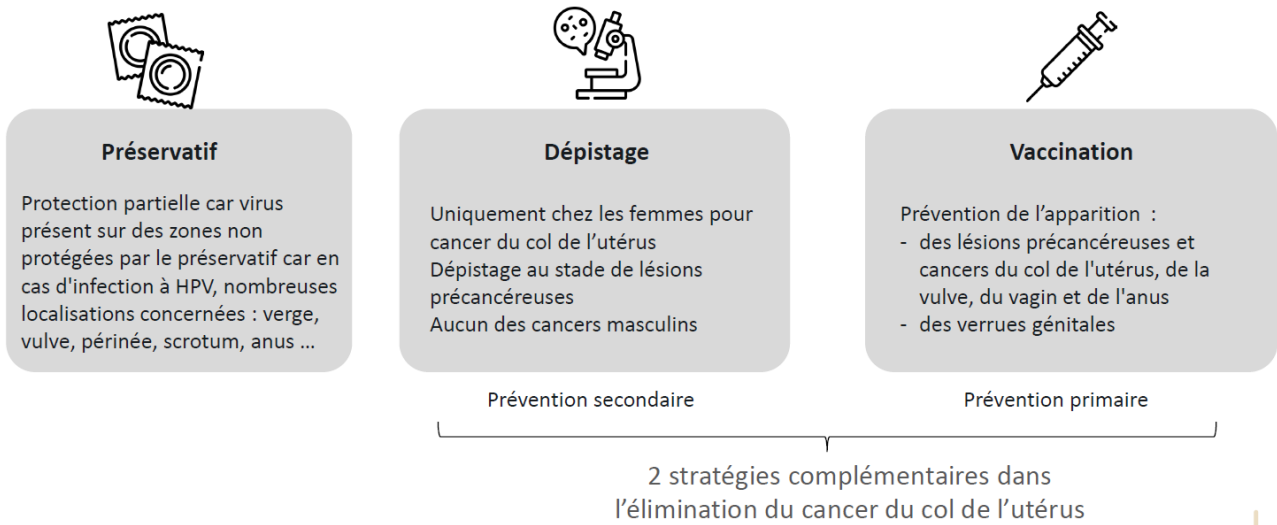 Préservatif
Protection partielle car virus
présent sur des zones non
protégées par le préservatif car en
cas d'infection à HPV, nombreuses
localisations concernées : verge,
vulve, périnée, scrotum, anus ...
Dépistage
Uniquement chez les femmes pour
cancer du col de l'utérus
Dépistage au stade de lésions
précancéreuses
Aucun des cancers masculins
Prévention secondaire
Vaccination
Prévention de l'apparition :
- des lésions précancéreuses et
cancers du col de l'utérus, de la
vulve, du vagin et de l'anus
- des verrues génitales
Prévention primaire
2 stratégies complémentaires dans
l'élimination du cancer du col de l'utérus